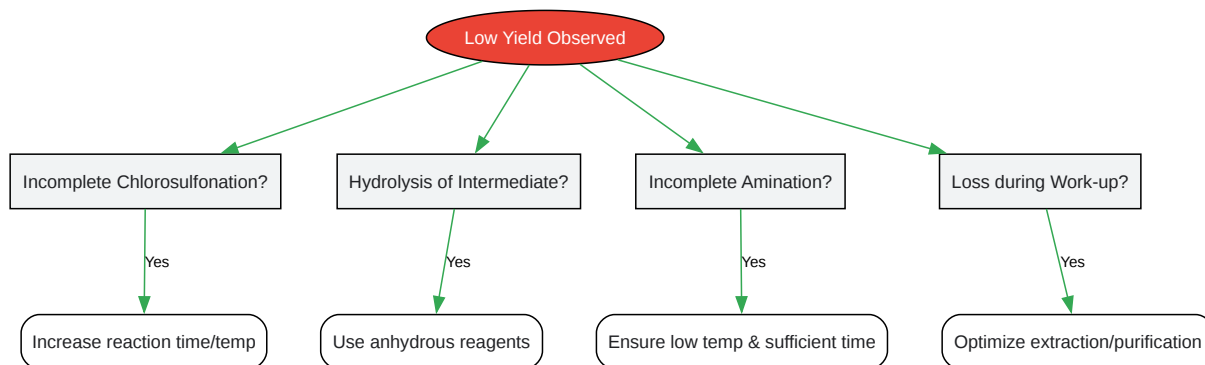 Low Yield Observed
Incomplete Chlorosulfonation?
Hydrolysis of Intermediate?
Incomplete Amination?
Loss during Work-up?
Yes
Yes
Yes
Yes
Increase reaction time/temp
Use anhydrous reagents
Ensure low temp & sufficient time
Optimize extraction/purification